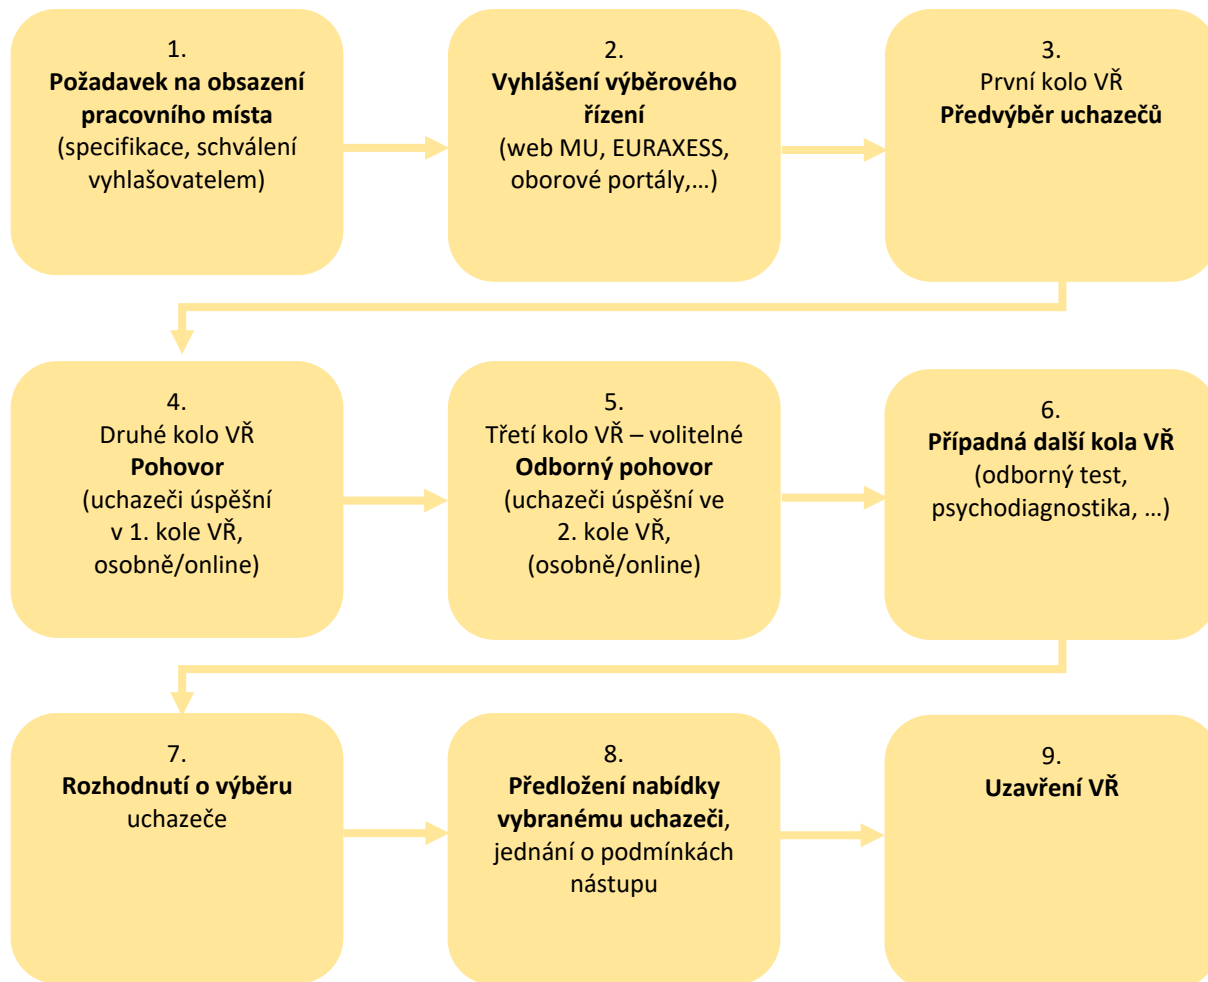 1.
Požadavek na obsazení
pracovního místa
(specifikace, schválení
vyhlašovatelem)
2.
Vyhlášení výběrového
řízení
(web MU, EURAXESS,
oborové portály,…)
3.
První kolo VŘ
Předvýběr uchazečů
4.
Druhé kolo VŘ
Pohovor
(uchazeči úspěšní
v 1. kole VŘ,
osobně/online)
5.
Třetí kolo VŘ – volitelné
Odborný pohovor
(uchazeči úspěšní ve
2. kole VŘ,
(osobně/online)
6.
Případná další kola VŘ
(odborný test,
psychodiagnostika, …)
7.
Rozhodnutí o výběru
uchazeče
8.
Předložení nabídky
vybranému uchazeči,
jednání o podmínkách
nástupu
9.
Uzavření VŘ